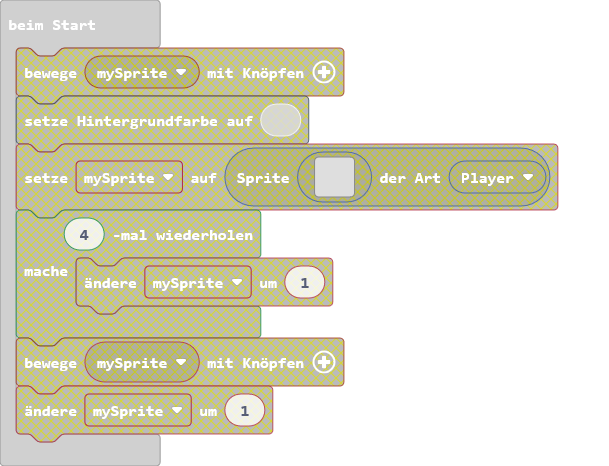 beim Start
bewege mySprite mit Knöpfen
setze Hintergrundfarbe auf
setze mySprite auf Sprite der Art Player
4 -mal wiederholen
mache
ändere mySprite um 1
bewege mySprite mit Knöpfen
ändere mySprite um 1